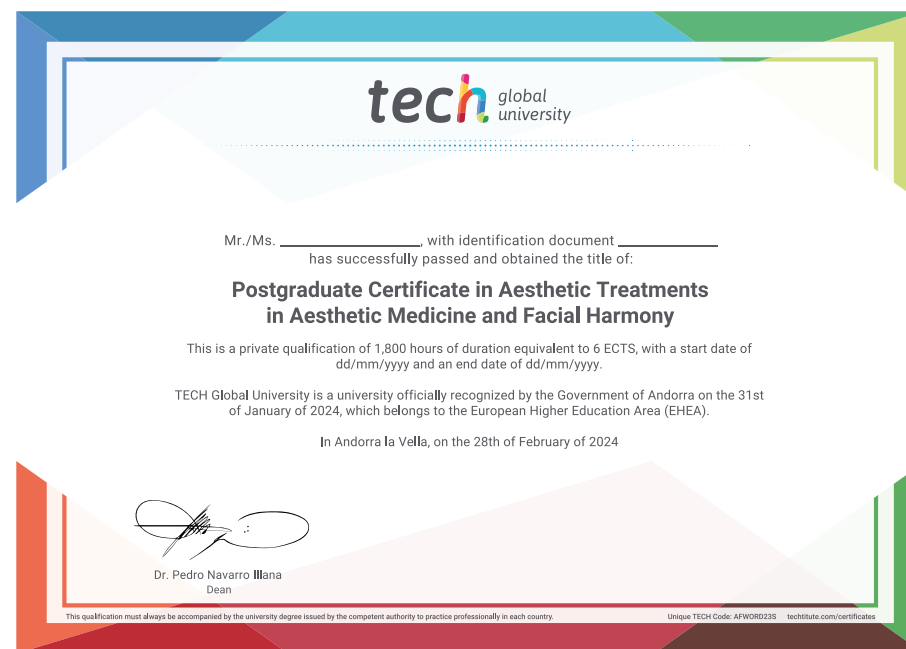 tech global
university
Mr./Ms. ____________________, with identification document ______________
has successfully passed and obtained the title of:
Postgraduate Certificate in Aesthetic Treatments
in Aesthetic Medicine and Facial Harmony
This is a private qualification of 1,800 hours of duration equivalent to 6 ECTS, with a start date of
dd/mm/yyyy and an end date of dd/mm/yyyy.
TECH Global University is a university officially recognized by the Government of Andorra on the 31st
of January of 2024, which belongs to the European Higher Education Area (EHEA).
In Andorra la Vella, on the 28th of February of 2024
Dr. Pedro Navarro Illana
Dean
This qualification must always be accompanied by the university degree issued by the competent authority to practice professionally in each country.
Unique TECH Code: AFWORD23S techtitute.com/certificates